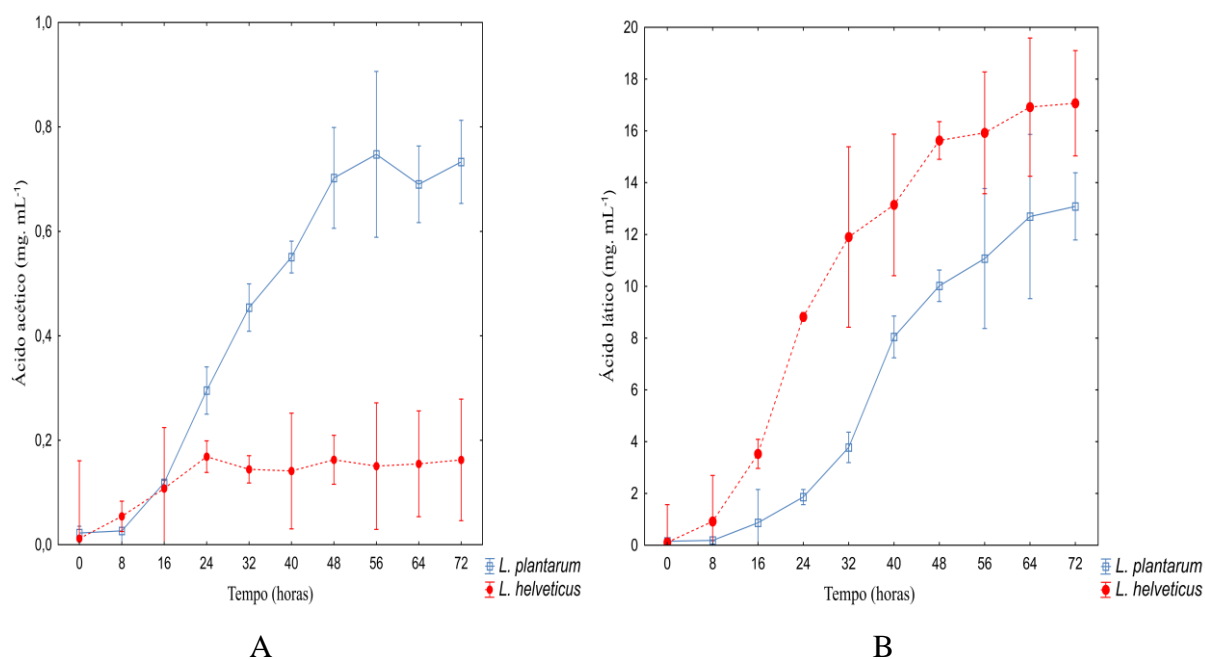 1,0
0,8
0,6
0,4
0,2
0,0
Ácido acético (mg. mL⁻¹)
0 8 16 24 32 40 48 56 64 72
Tempo (horas)
L. plantarum
L. helveticus
A
20
18
16
14
12
10
8
6
4
2
0
Ácido lático (mg. mL⁻¹)
0 8 16 24 32 40 48 56 64 72
Tempo (horas)
L. plantarum
L. helveticus
B